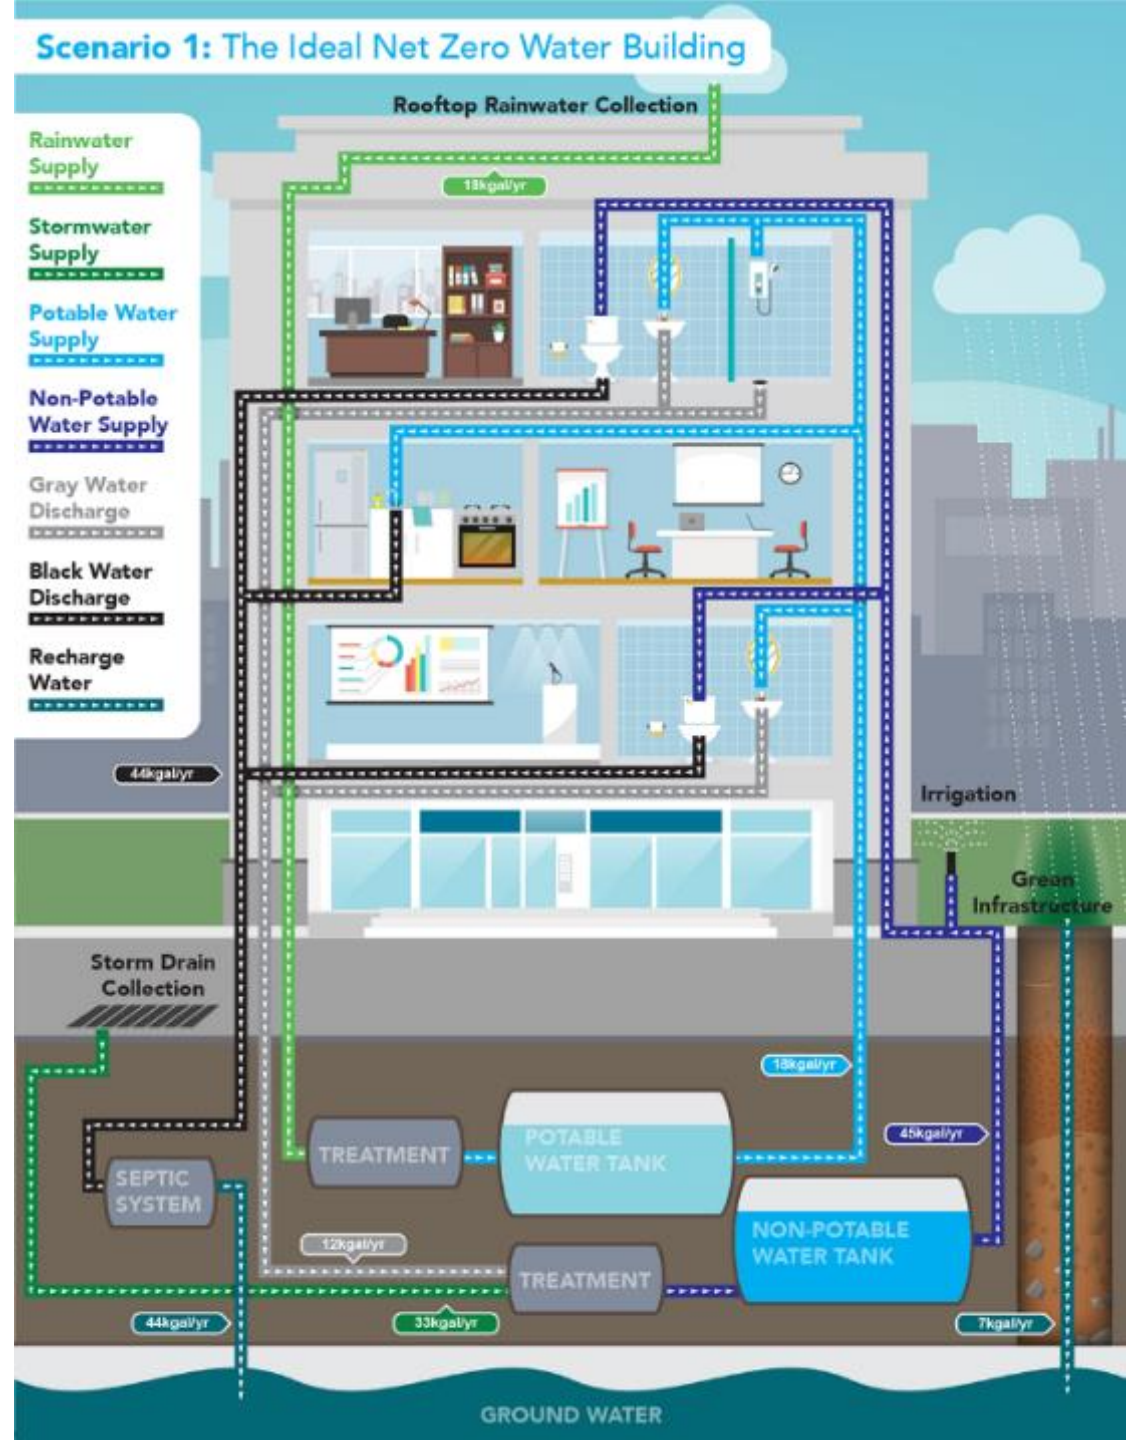 Scenario 1: The Ideal Net Zero Water Building
Rooftop Rainwater Collection
Rainwater
Supply
18kgal/yr
Stormwater
Supply
Potable Water
Supply
Non-Potable
Water Supply
Gray Water
Discharge
Black Water
Discharge
Recharge
Water
44kgal/yr
Irrigation
Green
Infrastructure
Storm Drain
Collection
18kgal/yr
45kgal/yr
TREATMENT
POTABLE
WATER TANK
SEPTIC
SYSTEM
NON-POTABLE
WATER TANK
12kgal/yr
TREATMENT
44kgal/yr
33kgal/yr
7kgal/yr
GROUND WATER